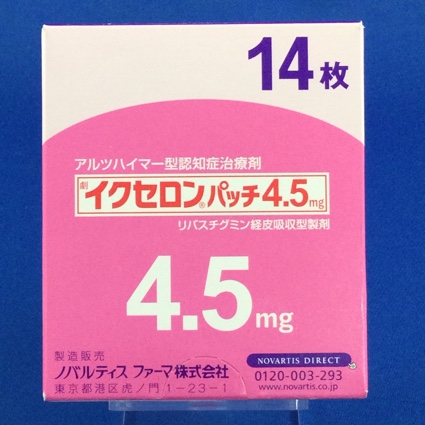 14枚
アルツハイマー型認知症治療剤
劇 イクセロン®パッチ4.5mg
リバスチグミン経皮吸収型製剤
4.5mg
製造販売
ノバルティス ファーマ株式会社
東京都港区虎ノ門1-23-1
NOVARTIS DIRECT
0120-003-293
www.novartis.co.jp